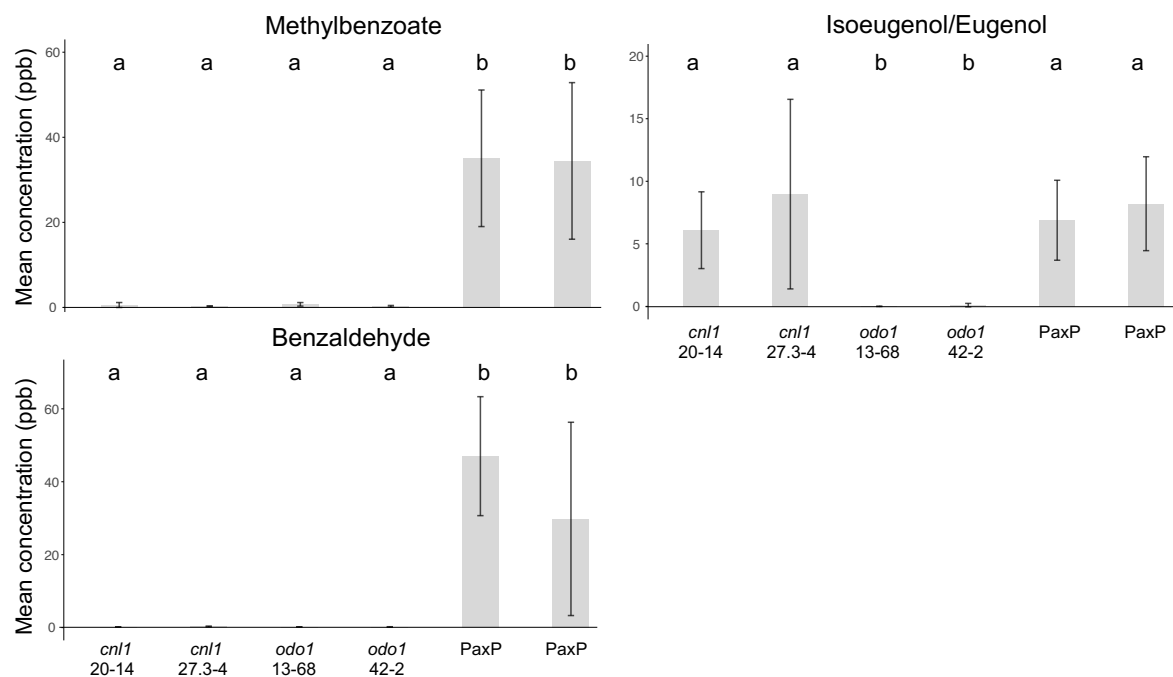 Methylbenzoate
Mean concentration (ppb)
60
40
20
0
a a a a b b
Benzaldehyde
Mean concentration (ppb)
60
40
20
0
a a a a b b
cnl1 cnl1 odo1 odo1 PaxP PaxP
20-14 27.3-4 13-68 42-2
Isoeugenol/Eugenol
20
15
10
5
0
a a b b a a
cnl1 cnl1 odo1 odo1 PaxP PaxP
20-14 27.3-4 13-68 42-2